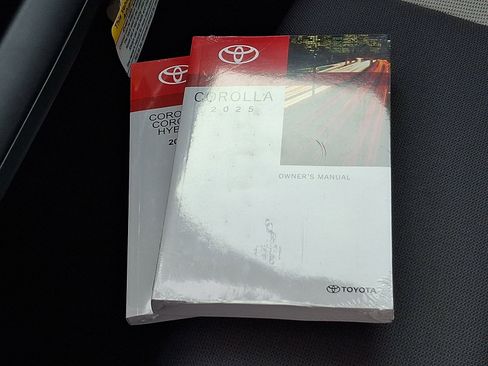 COROLLA
2025
OWNER'S MANUAL
TOYOTA
CORO
CORO
HYB
20